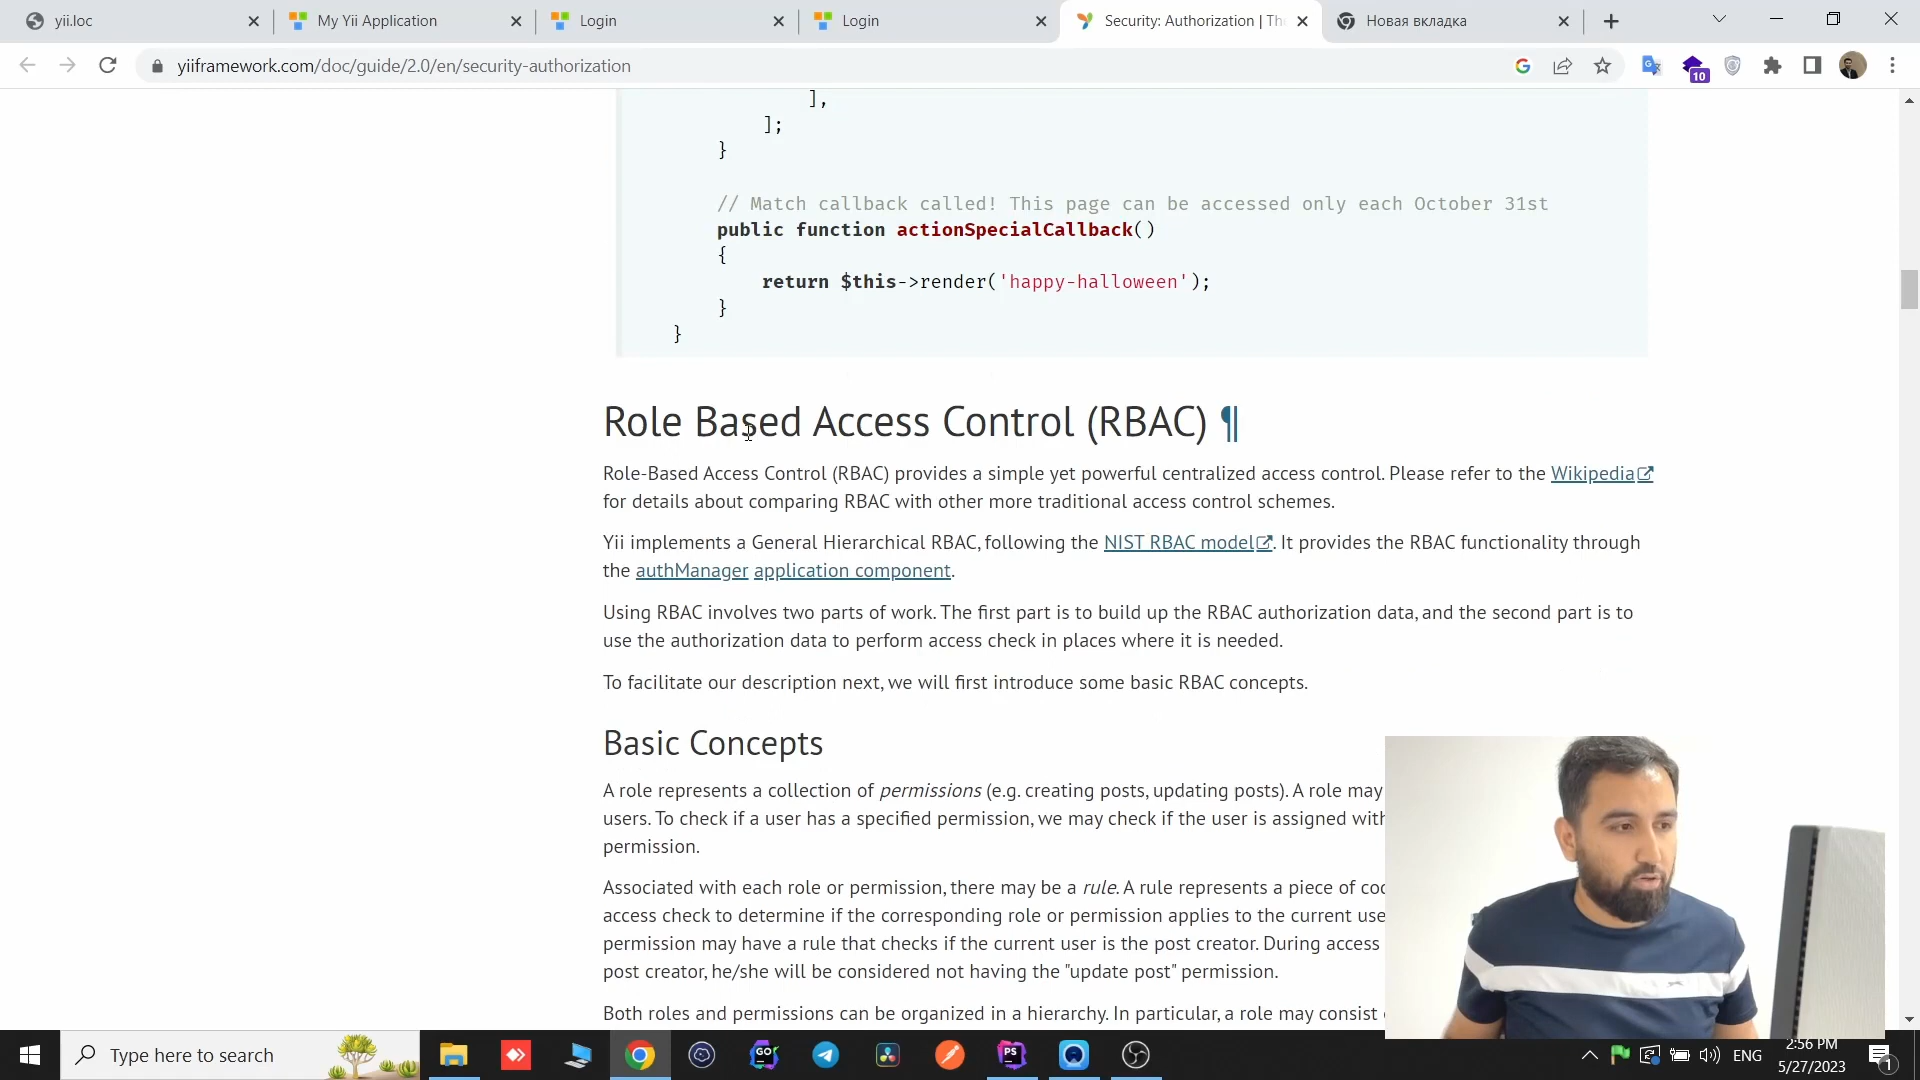 yii.loc
My Yii Application
Login
Login
Security: Authorization | Th
Новая вкладка
yiiframework.com/doc/guide/2.0/en/security-authorization
10
],
];
}
// Match callback called! This page can be accessed only each October 31st
public function actionSpecialCallback()
{
return $this->render('happy-halloween');
}
}
Role Based Access Control (RBAC) ¶
Role-Based Access Control (RBAC) provides a simple yet powerful centralized access control. Please refer to the Wikipedia
for details about comparing RBAC with other more traditional access control schemes.
Yii implements a General Hierarchical RBAC, following the NIST RBAC model. It provides the RBAC functionality through
the authManager application component.
Using RBAC involves two parts of work. The first part is to build up the RBAC authorization data, and the second part is to
use the authorization data to perform access check in places where it is needed.
To facilitate our description next, we will first introduce some basic RBAC concepts.
Basic Concepts
A role represents a collection of permissions (e.g. creating posts, updating posts). A role may
users. To check if a user has a specified permission, we may check if the user is assigned with
permission.
Associated with each role or permission, there may be a rule. A rule represents a piece of
access check to determine if the corresponding role or permission applies to the current
permission may have a rule that checks if the current user is the post creator. During access
post creator, he/she will be considered not having the "update post" permission.
Both roles and permissions can be organized in a hierarchy. In particular, a role may consist
Type here to search
GO
PS
ENG
2:56 PM
5/27/2023
1